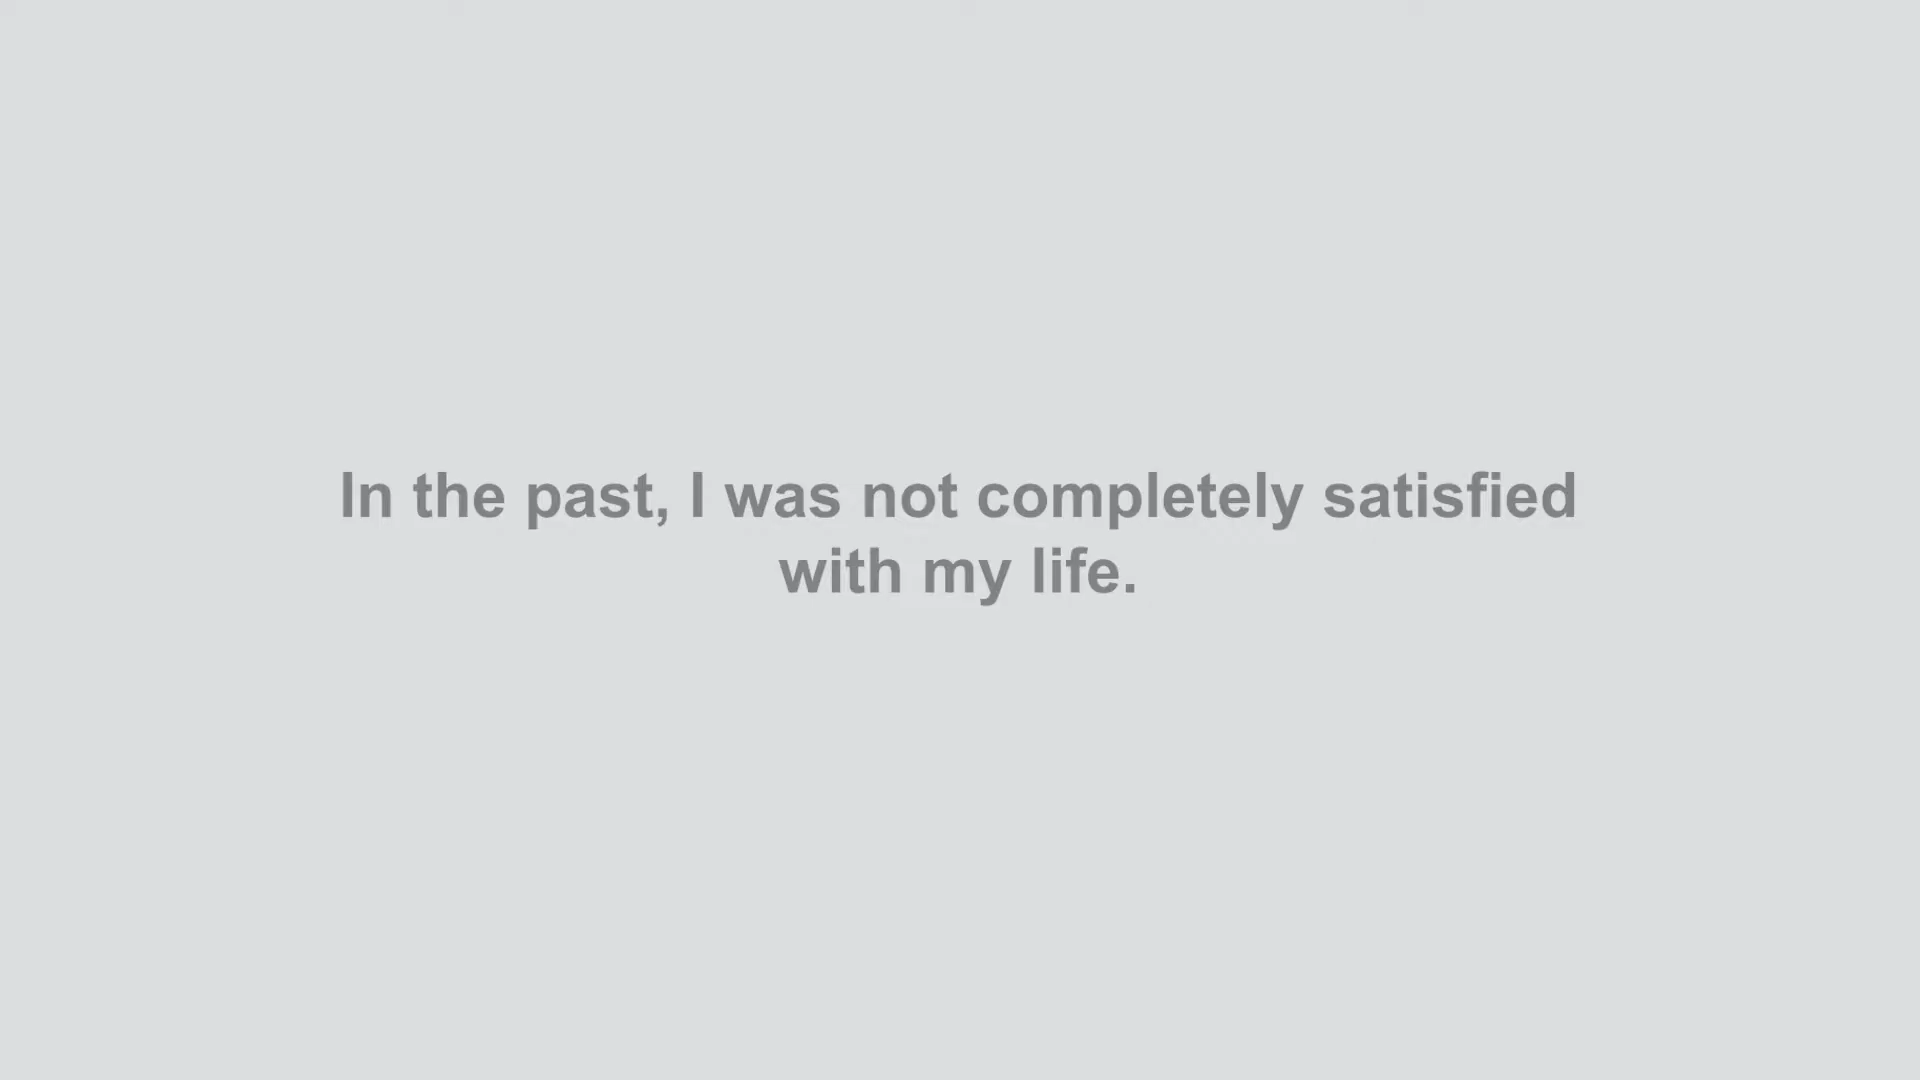 In the past, I was not completely satisfied
with my life.